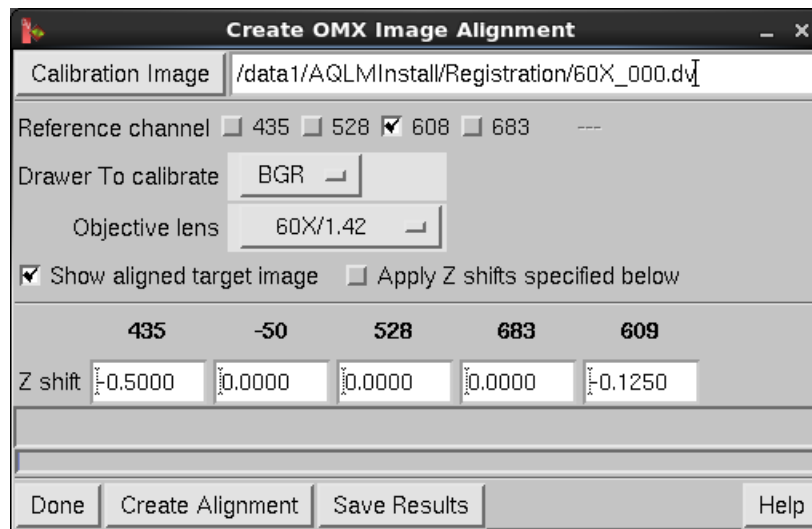 Create OMX Image Alignment
Calibration Image /data1/AQLMInstall/Registration/60X_000.dv
Reference channel 435 528 608 683 ---
Drawer To calibrate BGR
Objective lens 60X/1.42
Show aligned target image Apply Z shifts specified below
435 -50 528 683 609
Z shift -0.5000 0.0000 0.0000 0.0000 -0.1250
Done Create Alignment Save Results Help